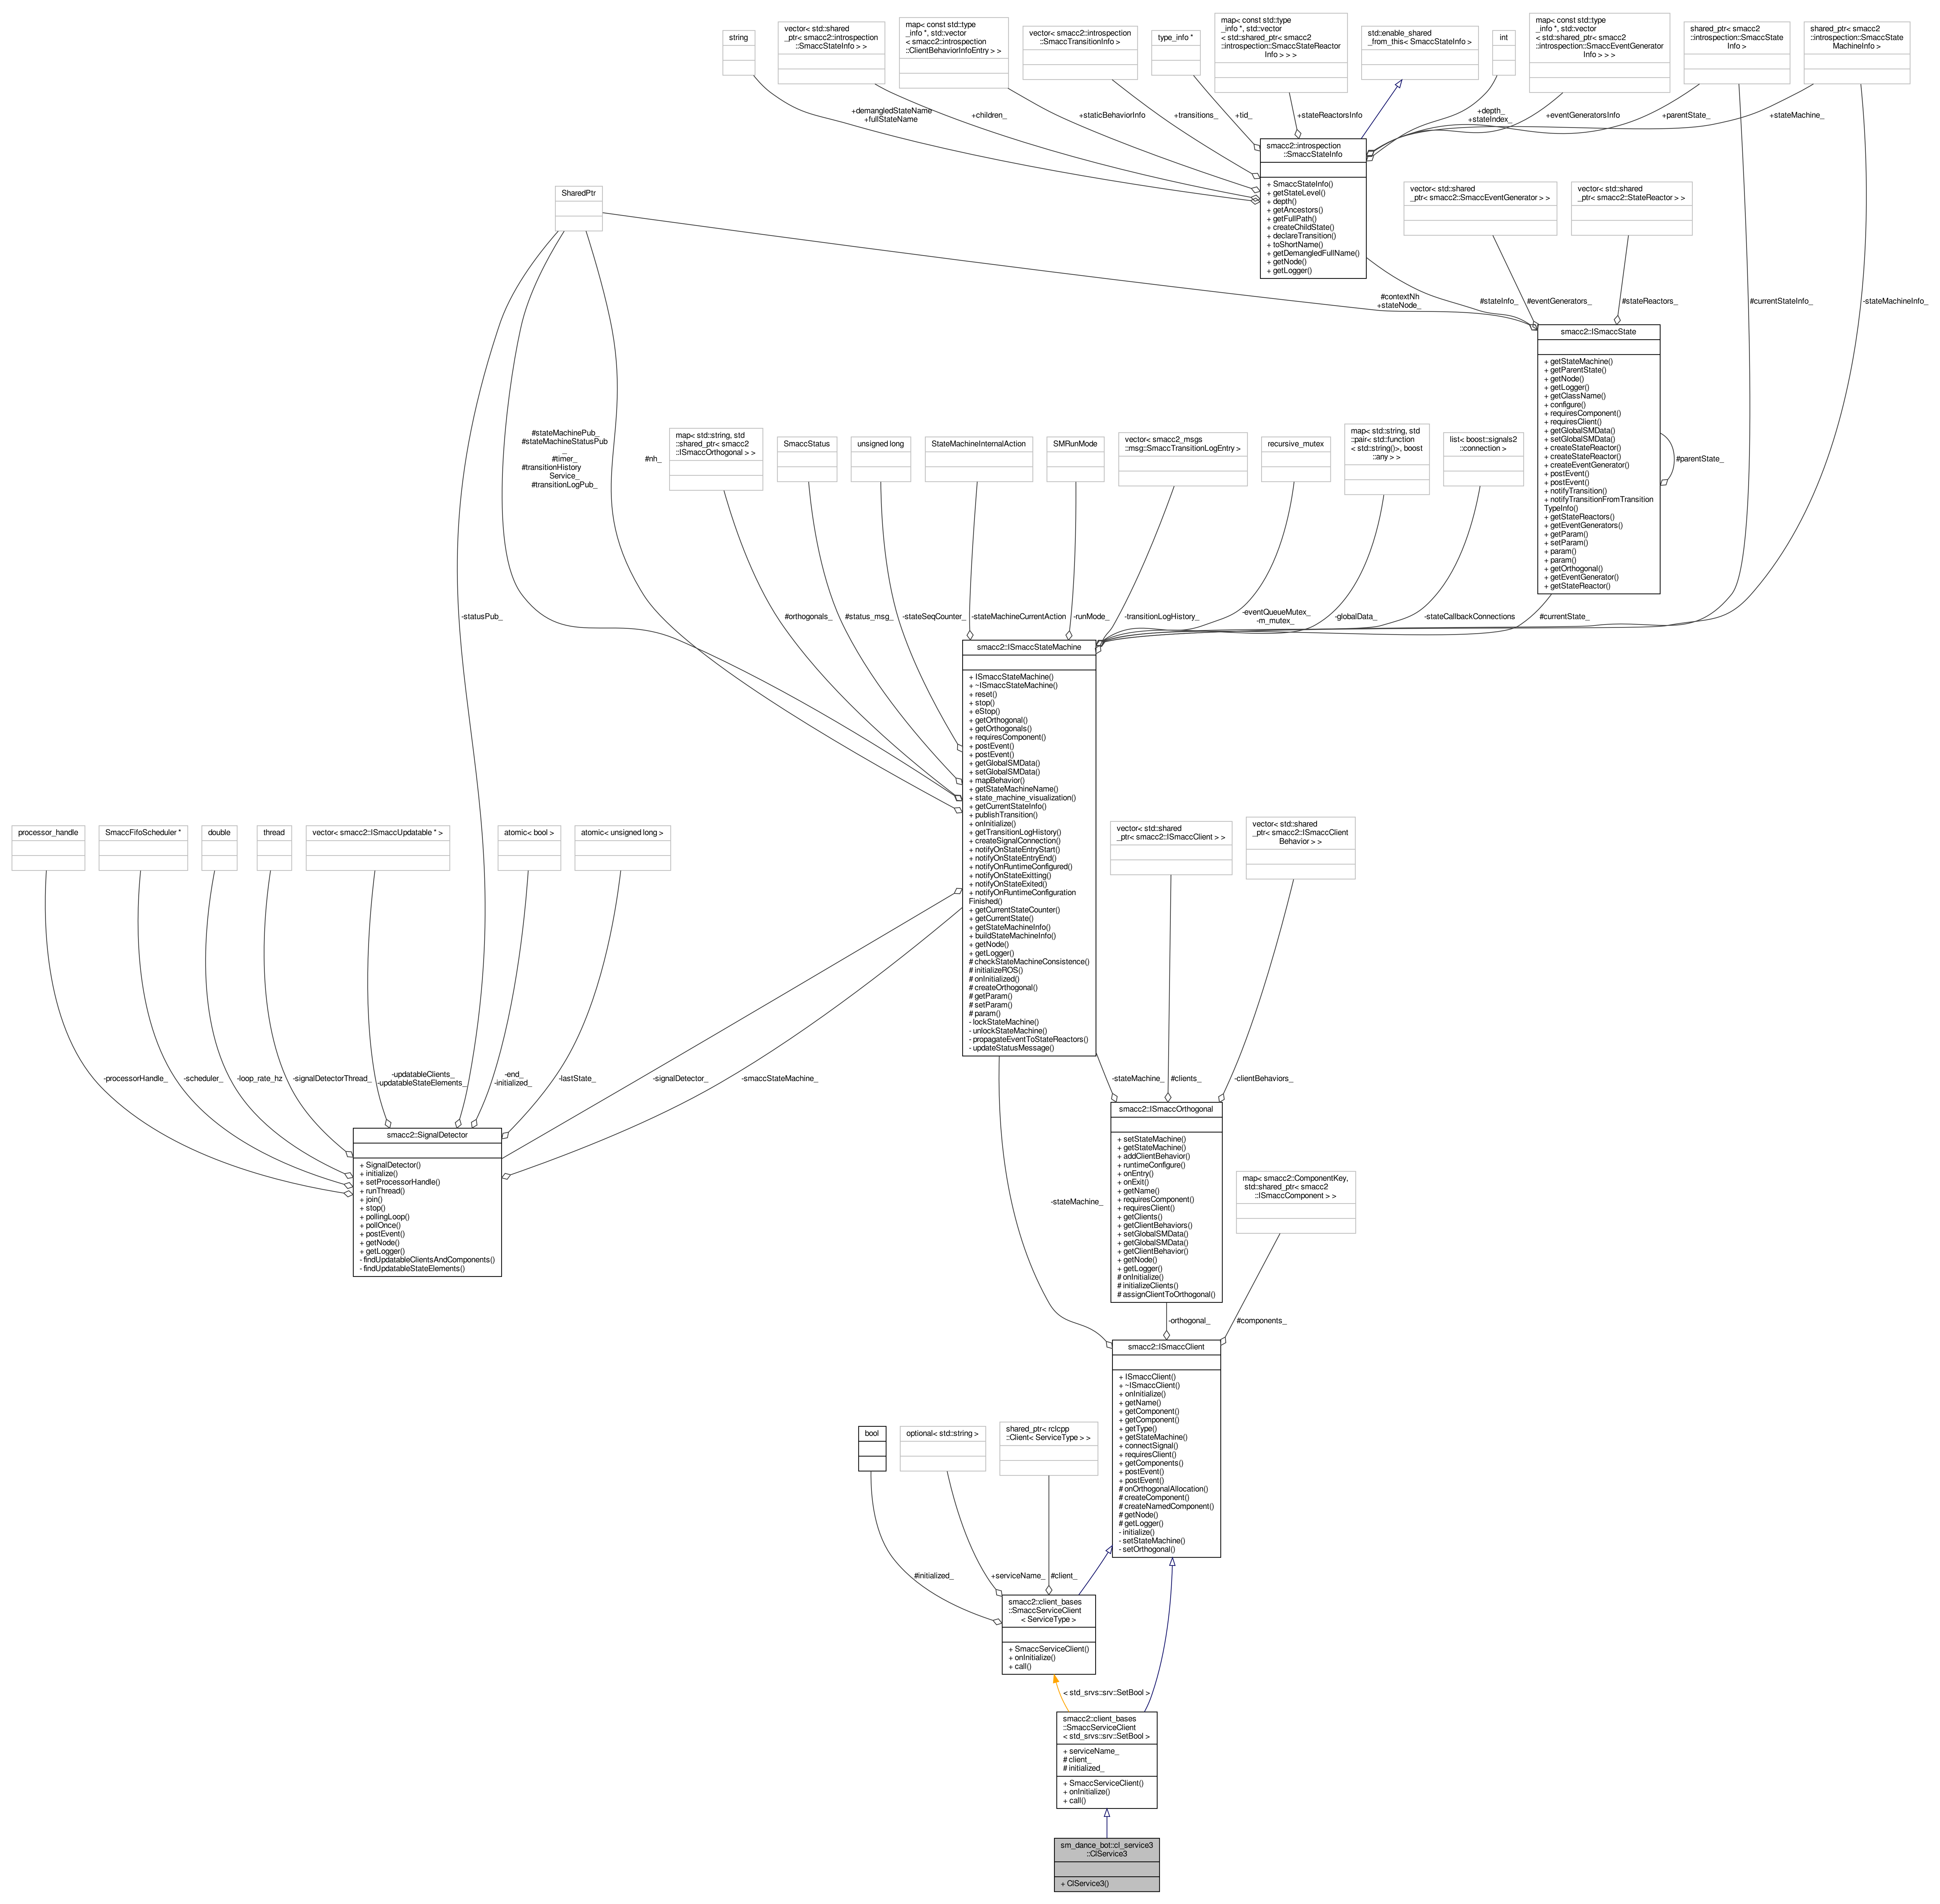 string
vector< std::shared
_ptr< smacc2::introspection
::SmaccStateInfo > >
map< const std::type
_info *, std::vector
< smacc2::introspection
::ClientBehaviorInfoEntry > >
vector< smacc2::introspection
::SmaccTransitionInfo >
type_info *
map< const std::type
_info *, std::vector
< std::shared_ptr< smacc2
::introspection::SmaccStateReactor
Info > > >
std::enable_shared
_from_this< SmaccStateInfo >
int
map< const std::type
_info *, std::vector
< std::shared_ptr< smacc2
::introspection::SmaccEventGenerator
Info > > >
shared_ptr< smacc2
::introspection::SmaccState
Info >
shared_ptr< smacc2
::introspection::SmaccState
MachineInfo >
+demangledStateName
+fullStateName
+children_
+staticBehaviorInfo
+transitions_
+tid_
+stateReactorsInfo
+depth_
+stateIndex_
+eventGeneratorsInfo
+parentState_
+stateMachine_
smacc2::introspection
::SmaccStateInfo
+ SmaccStateInfo()
+ getStateLevel()
+ depth()
+ getAncestors()
+ getFullPath()
+ createChildState()
+ declareTransition()
+ toShortName()
+ getDemangledFullName()
+ getNode()
+ getLogger()
SharedPtr
vector< std::shared
_ptr< smacc2::SmaccEventGenerator > >
vector< std::shared
_ptr< smacc2::StateReactor > >
#contextNh
+stateNode_
#stateInfo_
#eventGenerators_
#stateReactors_
#currentStateInfo_
-stateMachineInfo_
smacc2::ISmaccState
+ getStateMachine()
+ getParentState()
+ getNode()
+ getLogger()
+ getClassName()
+ configure()
+ requiresComponent()
+ requiresClient()
+ getGlobalSMData()
+ setGlobalSMData()
+ createStateReactor()
+ createStateReactor()
+ createEventGenerator()
+ postEvent()
+ postEvent()
+ notifyTransition()
+ notifyTransitionFromTransition
TypeInfo()
+ getStateReactors()
+ getEventGenerators()
+ getParam()
+ setParam()
+ param()
+ param()
+ getOrthogonal()
+ getEventGenerator()
+ getStateReactor()
#parentState_
#stateMachinePub_
#stateMachineStatusPub
_
#timer_
#transitionHistory
Service_
#transitionLogPub_
#nh_
map< std::string, std
::shared_ptr< smacc2
::ISmaccOrthogonal > >
SmaccStatus
unsigned long
StateMachineInternalAction
SMRunMode
vector< smacc2_msgs
::msg::SmaccTransitionLogEntry >
recursive_mutex
map< std::string, std
::pair< std::function
< std::string()>, boost
::any > >
list< boost::signals2
::connection >
-statusPub_
#orthogonals_
#status_msg_
-stateSeqCounter_
-stateMachineCurrentAction
-runMode_
-transitionLogHistory_
-eventQueueMutex_
-m_mutex_
-globalData_
-stateCallbackConnections
#currentState_
smacc2::ISmaccStateMachine
+ ISmaccStateMachine()
+ ~ISmaccStateMachine()
+ reset()
+ stop()
+ eStop()
+ getOrthogonal()
+ getOrthogonals()
+ requiresComponent()
+ postEvent()
+ postEvent()
+ getGlobalSMData()
+ setGlobalSMData()
+ mapBehavior()
+ getStateMachineName()
+ state_machine_visualization()
+ getCurrentStateInfo()
+ publishTransition()
+ onInitialize()
+ getTransitionLogHistory()
+ createSignalConnection()
+ notifyOnStateEntryStart()
+ notifyOnStateEntryEnd()
+ notifyOnRuntimeConfigured()
+ notifyOnStateExitting()
+ notifyOnStateExited()
+ notifyOnRuntimeConfiguration
Finished()
+ getCurrentStateCounter()
+ getCurrentState()
+ getStateMachineInfo()
+ buildStateMachineInfo()
+ getNode()
+ getLogger()
# checkStateMachineConsistence()
# initializeROS()
# onInitialized()
# createOrthogonal()
# getParam()
# setParam()
# param()
- lockStateMachine()
- unlockStateMachine()
- propagateEventToStateReactors()
- updateStatusMessage()
processor_handle
SmaccFifoScheduler *
double
thread
vector< smacc2::ISmaccUpdatable * >
atomic< bool >
atomic< unsigned long >
vector< std::shared
_ptr< smacc2::ISmaccClient > >
vector< std::shared
_ptr< smacc2::ISmaccClient
Behavior > >
-processorHandle_
-scheduler_
-loop_rate_hz
-signalDetectorThread_
-updatableClients_
-updatableStateElements_
-end_
-initialized_
-lastState_
-signalDetector_
-smaccStateMachine_
-stateMachine_
#clients_
-clientBehaviors_
smacc2::SignalDetector
+ SignalDetector()
+ initialize()
+ setProcessorHandle()
+ runThread()
+ join()
+ stop()
+ pollingLoop()
+ pollOnce()
+ postEvent()
+ getNode()
+ getLogger()
- findUpdatableClientsAndComponents()
- findUpdatableStateElements()
smacc2::ISmaccOrthogonal
+ setStateMachine()
+ getStateMachine()
+ addClientBehavior()
+ runtimeConfigure()
+ onEntry()
+ onExit()
+ getName()
+ requiresComponent()
+ requiresClient()
+ getClients()
+ getClientBehaviors()
+ setGlobalSMData()
+ getGlobalSMData()
+ getClientBehavior()
+ getNode()
+ getLogger()
# onInitialize()
# initializeClients()
# assignClientToOrthogonal()
map< smacc2::ComponentKey,
std::shared_ptr< smacc2
::ISmaccComponent > >
-stateMachine_
-orthogonal_
#components_
smacc2::ISmaccClient
+ ISmaccClient()
+ ~ISmaccClient()
+ onInitialize()
+ getName()
+ getComponent()
+ getComponent()
+ getType()
+ getStateMachine()
+ connectSignal()
+ requiresClient()
+ getComponents()
+ postEvent()
+ postEvent()
# onOrthogonalAllocation()
# createComponent()
# createNamedComponent()
# getNode()
# getLogger()
- initialize()
- setStateMachine()
- setOrthogonal()
bool
optional< std::string >
shared_ptr< rclcpp
::Client< ServiceType > >
#initialized_
+serviceName_
#client_
smacc2::client_bases
::SmaccServiceClient
< ServiceType >
+ SmaccServiceClient()
+ onInitialize()
+ call()
< std_srvs::srv::SetBool >
smacc2::client_bases
::SmaccServiceClient
< std_srvs::srv::SetBool >
+ serviceName_
# client_
# initialized_
+ SmaccServiceClient()
+ onInitialize()
+ call()
sm_dance_bot::cl_service3
::ClService3
+ ClService3()